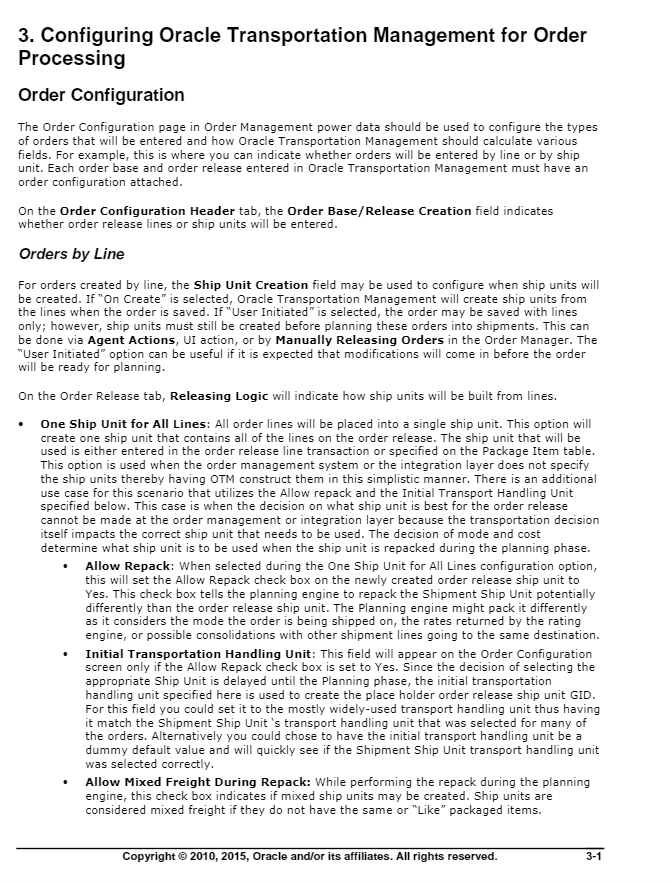 3. Configuring Oracle Transportation Management for Order
Processing
Order Configuration
The Order Configuration page in Order Management power data should be used to configure the types
of orders that will be entered and how Oracle Transportation Management should calculate various
fields. For example, this is where you can indicate whether orders will be entered by line or by ship
unit. Each order base and order release entered in Oracle Transportation Management must have an
order configuration attached.
On the Order Configuration Header tab, the Order Base/Release Creation field indicates
whether order release lines or ship units will be entered.
Orders by Line
For orders created by line, the Ship Unit Creation field may be used to configure when ship units will
be created. If “On Create” is selected, Oracle Transportation Management will create ship units from
the lines when the order is saved. If “User Initiated” is selected, the order may be saved with lines
only; however, ship units must still be created before planning these orders into shipments. This can
be done via Agent Actions, UI action, or by Manually Releasing Orders in the Order Manager. The
“User Initiated” option can be useful if it is expected that modifications will come in before the order
will be ready for planning.
On the Order Release tab, Releasing Logic will indicate how ship units will be built from lines.
• One Ship Unit for All Lines: All order lines will be placed into a single ship unit. This option will
create one ship unit that contains all of the lines on the order release. The ship unit that will be
used is either entered in the order release line transaction or specified on the Package Item table.
This option is used when the order management system or the integration layer does not specify
the ship units thereby having OTM construct them in this simplistic manner. There is an additional
use case for this scenario that utilizes the Allow repack and the Initial Transport Handling Unit
specified below. This case is when the decision on what ship unit is best for the order release
cannot be made at the order management or integration layer because the transportation decision
itself impacts the correct ship unit that needs to be used. The decision of mode and cost
determine what ship unit is to be used when the ship unit is repacked during the planning phase.
• Allow Repack: When selected during the One Ship Unit for All Lines configuration option,
this will set the Allow Repack check box on the newly created order release ship unit to
Yes. This check box tells the planning engine to repack the Shipment Ship Unit potentially
differently than the order release ship unit. The Planning engine might pack it differently
as it considers the mode the order is being shipped on, the rates returned by the rating
engine, or possible consolidations with other shipment lines going to the same destination.
• Initial Transportation Handling Unit: This field will appear on the Order Configuration
screen only if the Allow Repack check box is set to Yes. Since the decision of selecting the
appropriate Ship Unit is delayed until the Planning phase, the initial transportation
handling unit specified here is used to create the place holder order release ship unit GID.
For this field you could set it to the mostly widely-used transport handling unit thus having
it match the Shipment Ship Unit ‘s transport handling unit that was selected for many of
the orders. Alternatively you could chose to have the initial transport handling unit be a
dummy default value and will quickly see if the Shipment Ship Unit transport handling unit
was selected correctly.
• Allow Mixed Freight During Repack: While performing the repack during the planning
engine, this check box indicates if mixed ship units may be created. Ship units are
considered mixed freight if they do not have the same or “Like” packaged items.
Copyright © 2010, 2015, Oracle and/or its affiliates. All rights reserved. 3-1